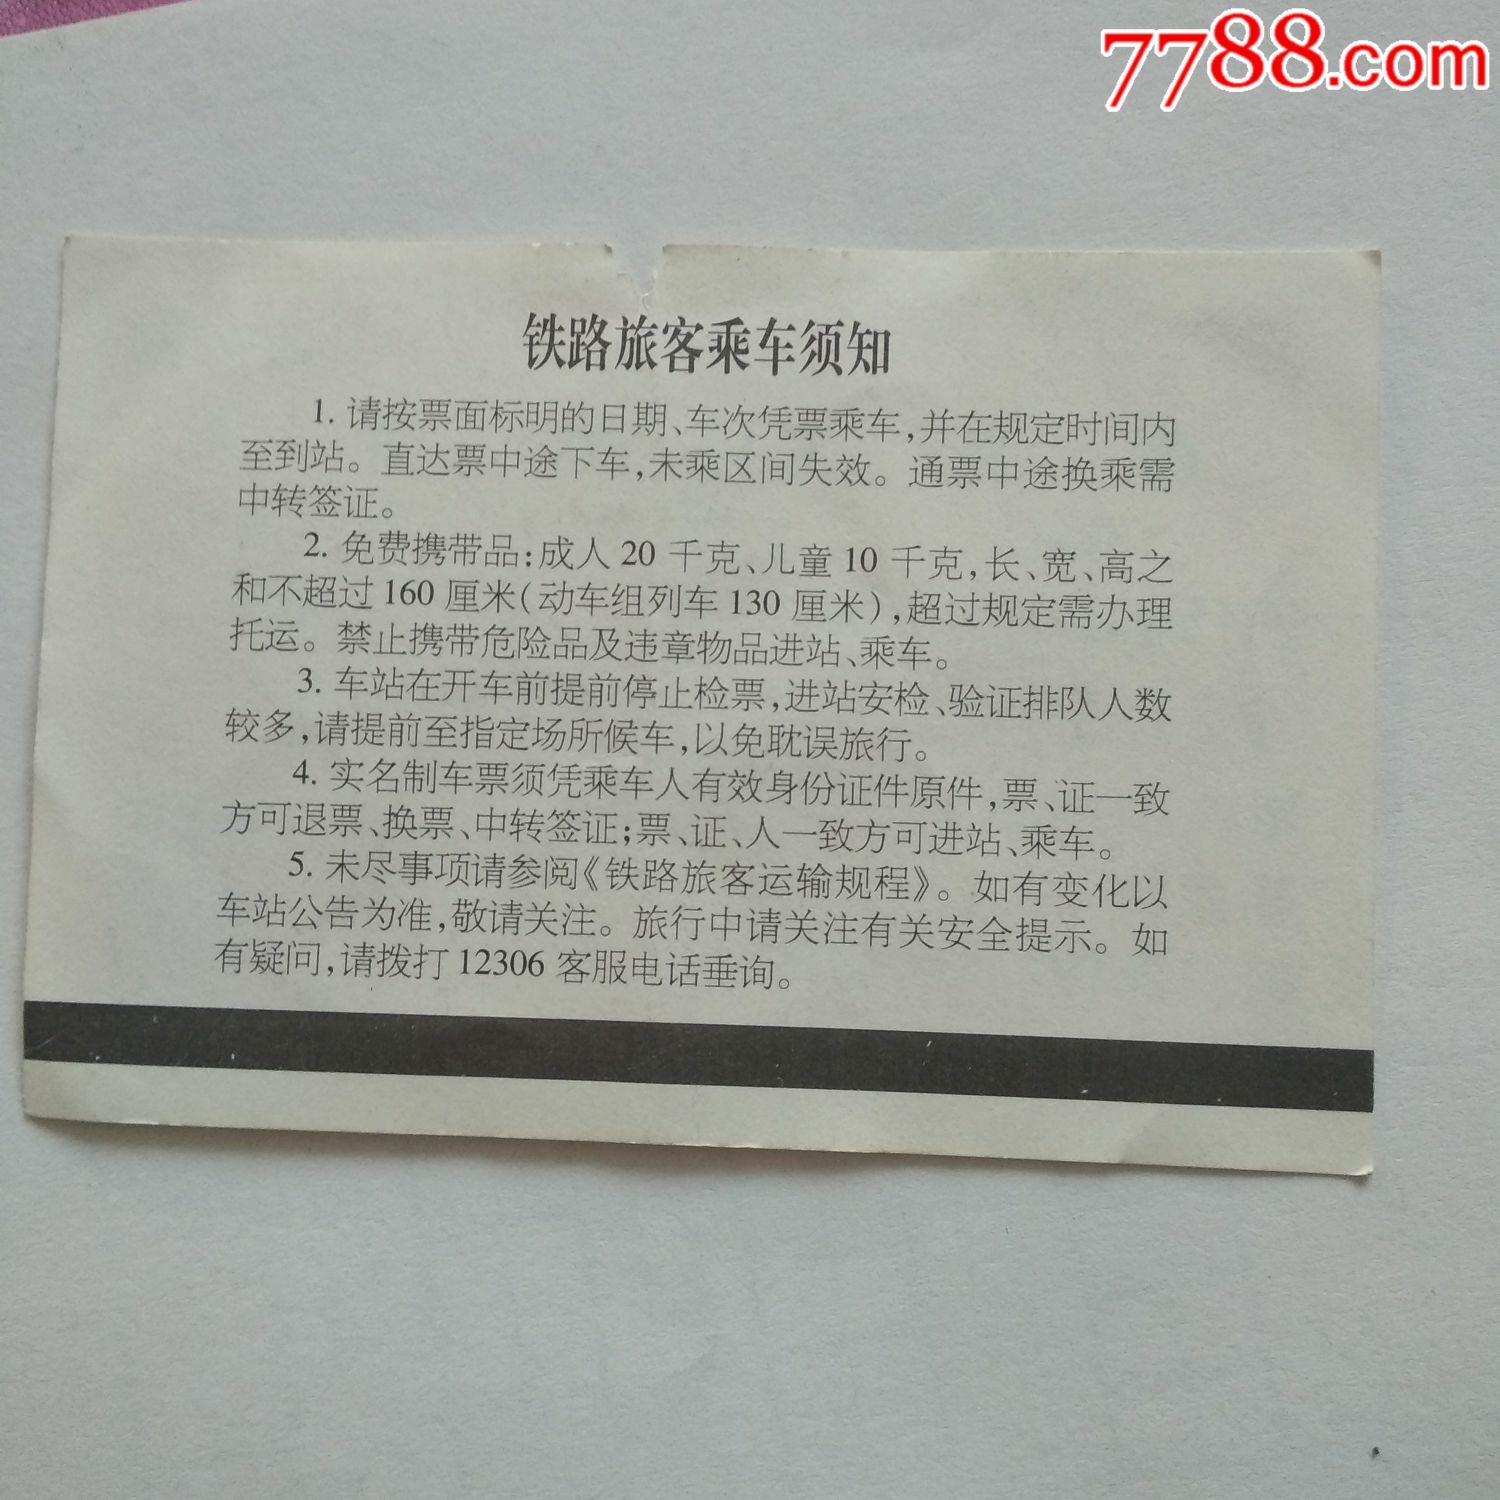 7788.com
铁路旅客乘车须知
1. 请按票面标明的日期、车次凭票乘车,并在规定时间内
至到站。直达票中途下车,未乘区间失效。通票中途换乘需
中转签证。
2. 免费携带品:成人20 千克、儿童10 千克,长、宽、高之
和不超过160 厘米(动车组列车130 厘米),超过规定需办理
托运。禁止携带危险品及违章物品进站、乘车。
3. 车站在开车前提前停止检票,进站安检、验证排队人数
较多,请提前至指定场所候车,以免耽误旅行。
4. 实名制车票须凭乘车人有效身份证件原件,票、证一致
方可退票、换票、中转签证;票、证、人一致方可进站、乘车。
5. 未尽事项请参阅《铁路旅客运输规程》。如有变化以
车站公告为准,敬请关注。旅行中请关注有关安全提示。如
有疑问,请拨打12306 客服电话垂询。